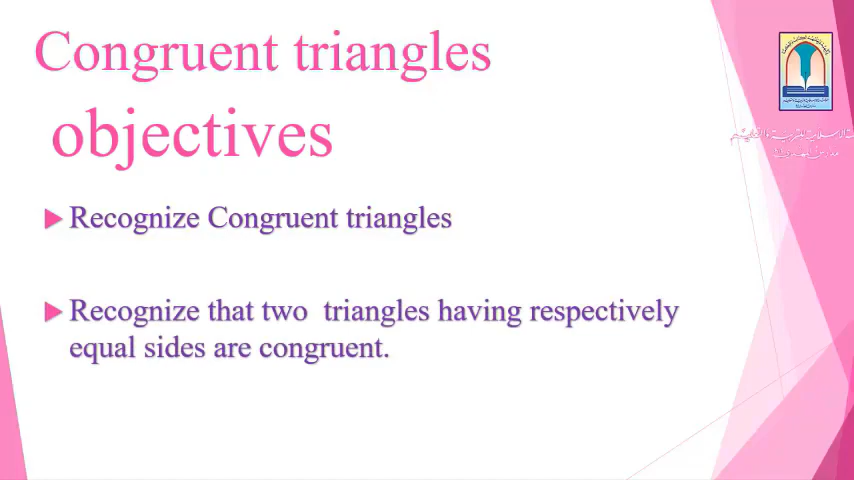 Congruent triangles
objectives
Recognize Congruent triangles
Recognize that two triangles having respectively
equal sides are congruent.